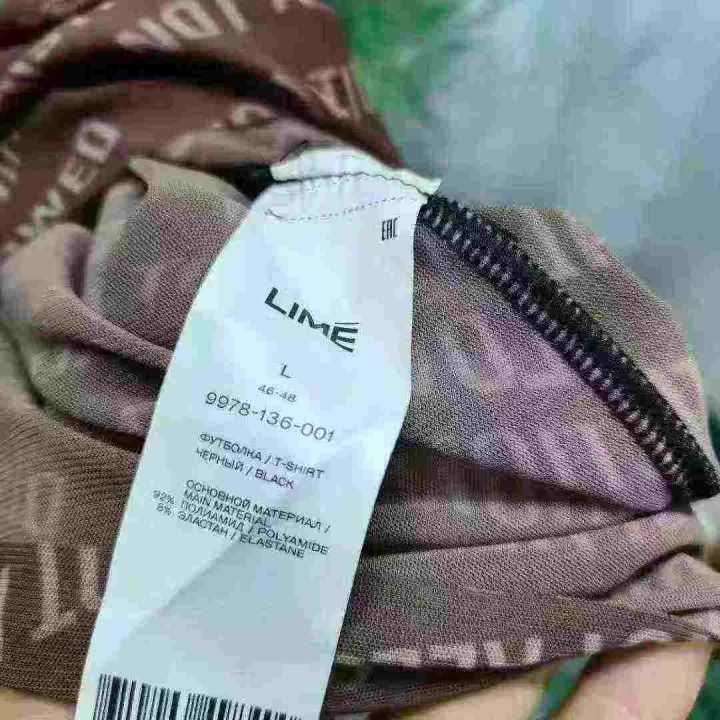 EAC
LIMÉ
L
46-48
9978-136-001
ФУТБОЛКА / T-SHIRT
ЧЕРНЫЙ / BLACK
ОСНОВНОЙ МАТЕРИАЛ /
MAIN MATERIAL
92% ПОЛИАМИД / POLYAMIDE
8% ЭЛАСТАН / ELASTANE